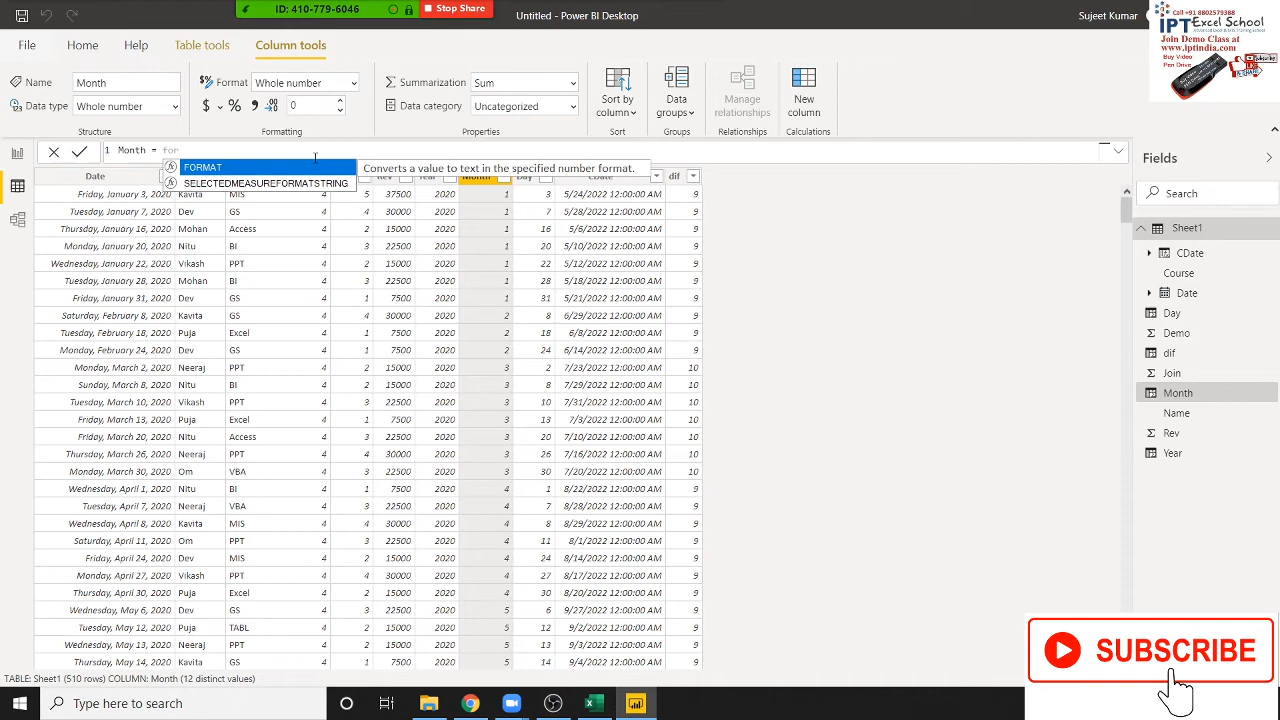 ID: 410-779-6046
Stop Share
Untitled - Power BI Desktop
Sujeet Kumar
Call +91 8802579388
IPT Excel School
Advanced Excel & MIS Training School
Join Demo Class at
www.iptindia.com
Buy Video
Pen Drive
File
Home
Help
Table tools
Column tools
Name
Month
Format
Whole number
Summarization
Sum
Data type
Whole number
$ % 0
Data category
Uncategorized
Sort by
column
Data
groups
Manage
relationships
New
column
Structure
Formatting
Properties
Sort
Groups
Relationships
Calculations
1 Month = for
FORMAT
Converts a value to text in the specified number format.
SELECTEDMEASUREFORMATSTRING
Date Rev Year Month Day CDate dif
Friday, January 3, 2020 Kavita MIS 4 5 37500 2020 1 3 5/24/2022 12:00:00 AM 9
Tuesday, January 7, 2020 Dev GS 4 4 30000 2020 1 7 5/28/2022 12:00:00 AM 9
Thursday, January 16, 2020 Mohan Access 4 2 15000 2020 1 16 5/6/2022 12:00:00 AM 9
Monday, January 20, 2020 Nitu BI 4 3 22500 2020 1 20 5/10/2022 12:00:00 AM 9
Wednesday, January 22, 2020 Vikash PPT 4 2 15000 2020 1 22 5/12/2022 12:00:00 AM 9
Tuesday, January 28, 2020 Mohan BI 4 3 22500 2020 1 28 5/18/2022 12:00:00 AM 9
Friday, January 31, 2020 Dev GS 4 1 7500 2020 1 31 5/21/2022 12:00:00 AM 9
Saturday, February 8, 2020 Kavita GS 4 4 30000 2020 2 8 6/29/2022 12:00:00 AM 9
Tuesday, February 18, 2020 Puja Excel 4 1 7500 2020 2 18 6/8/2022 12:00:00 AM 9
Monday, February 24, 2020 Dev GS 4 1 7500 2020 2 24 6/14/2022 12:00:00 AM 9
Monday, March 2, 2020 Neeraj PPT 4 2 15000 2020 3 2 7/23/2022 12:00:00 AM 10
Sunday, March 8, 2020 Nitu BI 4 2 15000 2020 3 8 7/29/2022 12:00:00 AM 10
Tuesday, March 10, 2020 Vikash PPT 4 3 22500 2020 3 10 7/31/2022 12:00:00 AM 10
Friday, March 13, 2020 Puja Excel 4 1 7500 2020 3 13 7/3/2022 12:00:00 AM 10
Friday, March 20, 2020 Nitu Access 4 3 22500 2020 3 20 7/10/2022 12:00:00 AM 10
Thursday, March 26, 2020 Neeraj PPT 4 4 30000 2020 3 26 7/16/2022 12:00:00 AM 10
Monday, March 30, 2020 Om VBA 4 3 22500 2020 3 30 7/20/2022 12:00:00 AM 10
Wednesday, April 1, 2020 Nitu BI 4 1 7500 2020 4 1 8/22/2022 12:00:00 AM 9
Tuesday, April 7, 2020 Neeraj VBA 4 3 22500 2020 4 7 8/28/2022 12:00:00 AM 9
Wednesday, April 8, 2020 Kavita MIS 4 4 30000 2020 4 8 8/29/2022 12:00:00 AM 9
Saturday, April 11, 2020 Om PPT 4 3 22500 2020 4 11 8/1/2022 12:00:00 AM 9
Friday, April 24, 2020 Dev MIS 4 2 15000 2020 4 24 8/14/2022 12:00:00 AM 9
Monday, April 27, 2020 Vikash PPT 4 4 30000 2020 4 27 8/17/2022 12:00:00 AM 9
Thursday, April 30, 2020 Puja Excel 4 2 15000 2020 4 30 8/20/2022 12:00:00 AM 9
Wednesday, May 6, 2020 Dev GS 4 3 22500 2020 5 6 9/27/2022 12:00:00 AM 9
Tuesday, May 12, 2020 Puja TABL 4 2 15000 2020 5 12 9/2/2022 12:00:00 AM 9
Wednesday, May 13, 2020 Neeraj PPT 4 2 15000 2020 5 13 9/3/2022 12:00:00 AM 9
Thursday, May 14, 2020 Kavita GS 4 1 7500 2020 5 14 9/4/2022 12:00:00 AM 9
TABLE: Sheet1 (510 rows) COLUMN: Month (12 distinct values)
Fields
Search
Sheet1
CDate
Course
Date
Day
Demo
dif
Join
Month
Name
Rev
Year
SUBSCRIBE
Type here to search